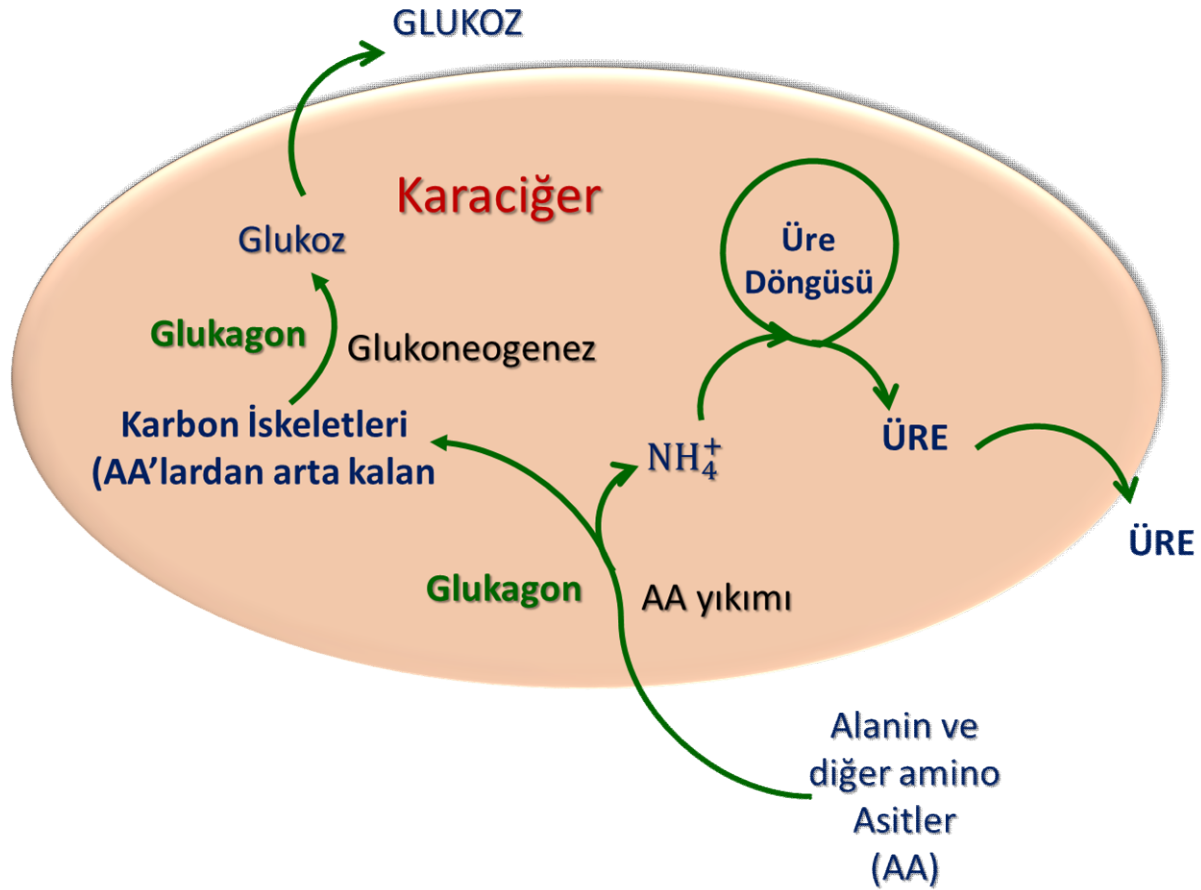 GLUKOZ
Karaciğer
Glukoz
Üre
Döngüsü
Glukagon
Glukoneogenez
Karbon İskeletleri
(AA’lardan arta kalan
NH₄⁺
ÜRE
ÜRE
Glukagon
AA yıkımı
Alanin ve
diğer amino
Asitler
(AA)